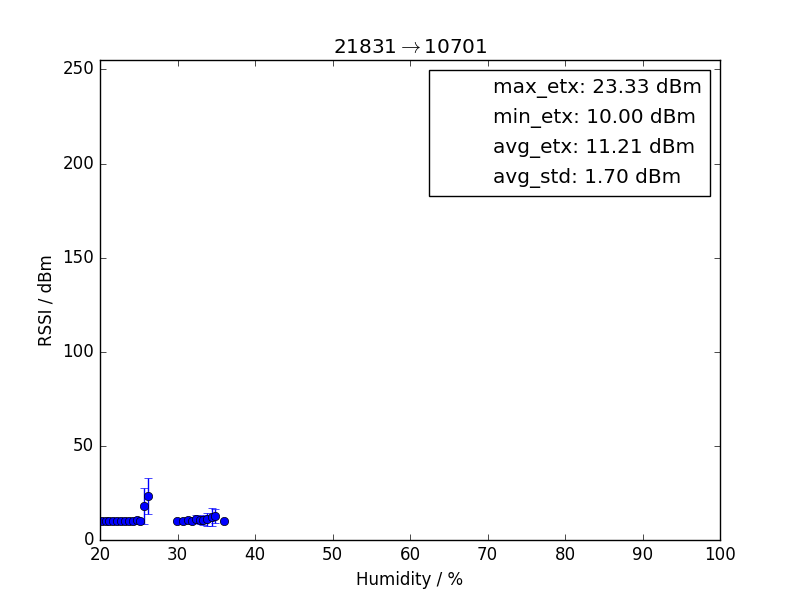 21831→10701
max_etx: 23.33 dBm
min_etx: 10.00 dBm
avg_etx: 11.21 dBm
avg_std: 1.70 dBm
RSSI / dBm
250
200
150
100
50
0
20 30 40 50 60 70 80 90 100
Humidity / %